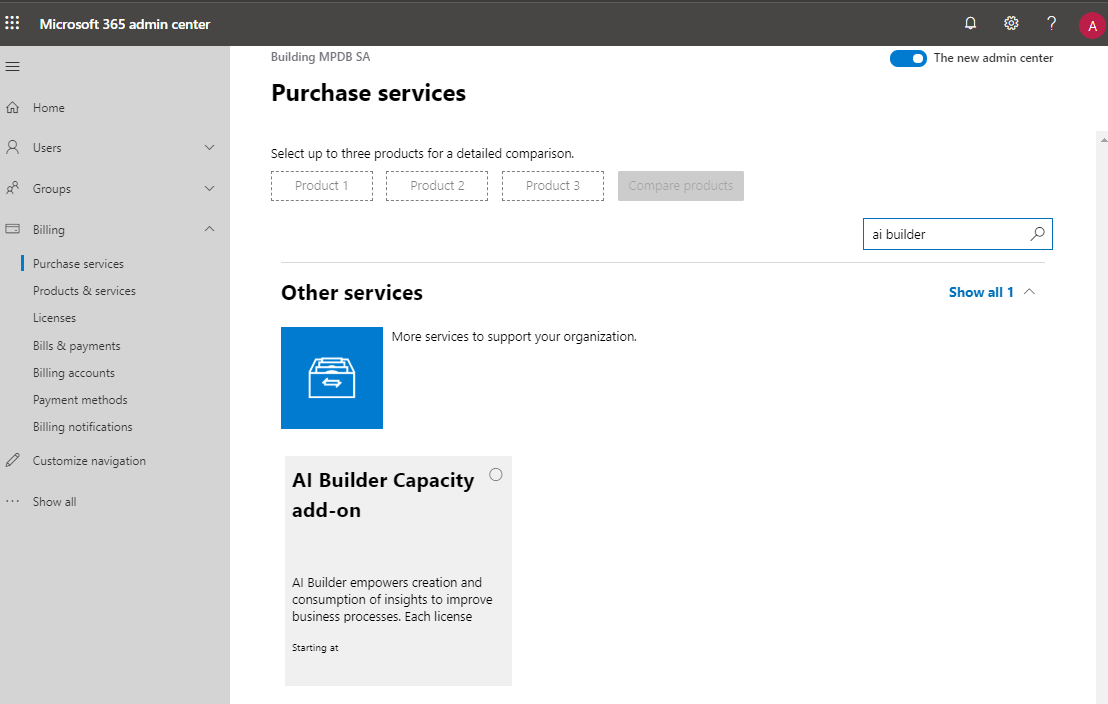 Microsoft 365 admin center
?
A
Building MPDB SA
The new admin center
Purchase services
Home
Users
Groups
Billing
Purchase services
Products & services
Licenses
Bills & payments
Billing accounts
Payment methods
Billing notifications
Customize navigation
Show all
Select up to three products for a detailed comparison.
Product 1
Product 2
Product 3
Compare products
ai builder
Other services
Show all 1
More services to support your organization.
AI Builder Capacity
add-on
AI Builder empowers creation and
consumption of insights to improve
business processes. Each license
Starting at